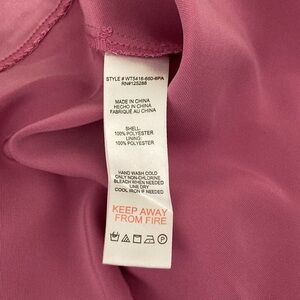 STYLE # WT5416-660-6PA
RN#125288
MADE IN CHINA
HECHO EN CHINA
FABRIQUÉ AU CHINA
SHELL:
100% POLYESTER
LINING:
100% POLYESTER
HAND WASH COLD
ONLY NON-CHLORINE
BLEACH WHEN NEEDED
LINE DRY
COOL IRON IF NEEDED
KEEP AWAY
FROM FIRE
P